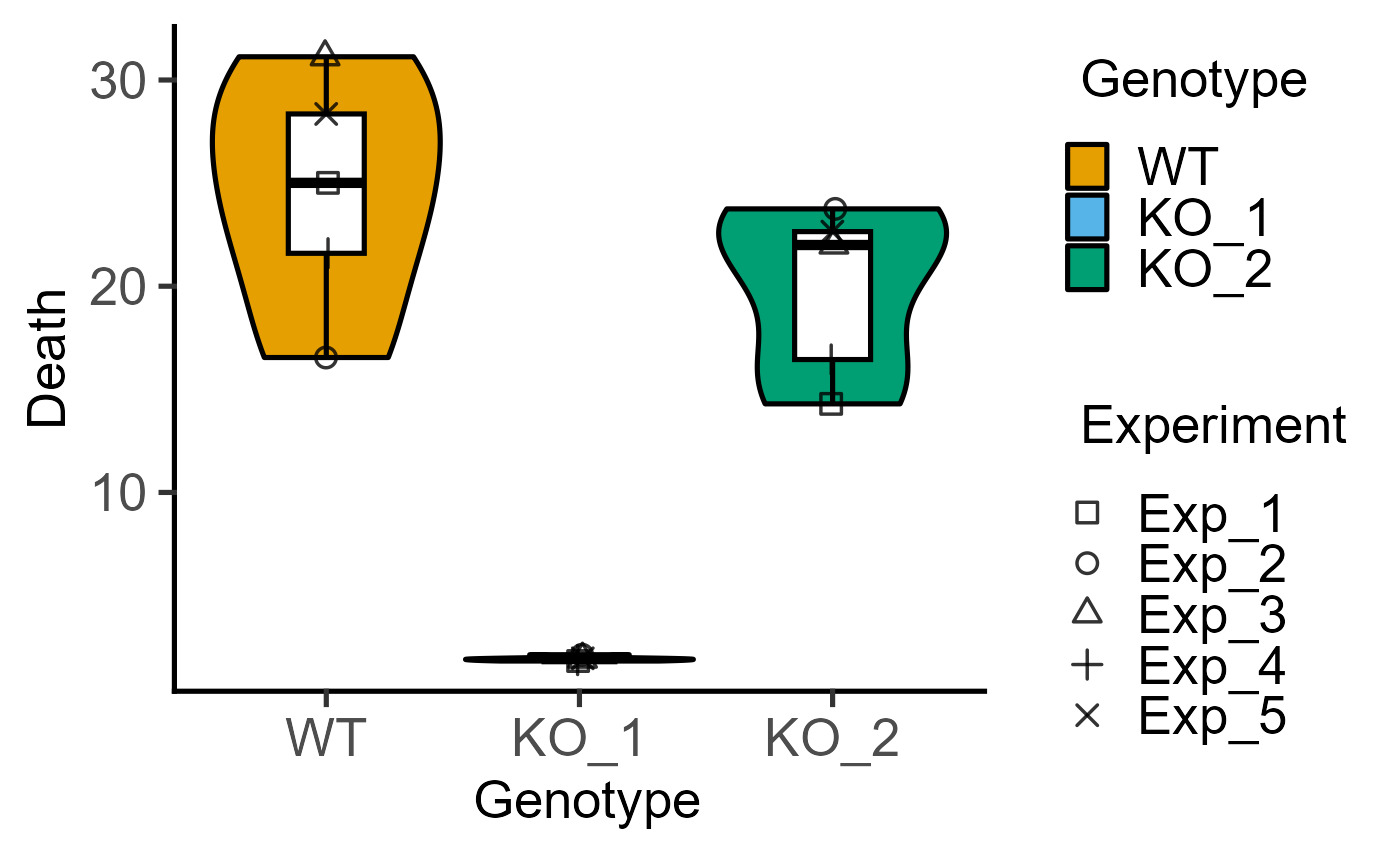 30
20
10
Death
WT
KO_1
KO_2
Genotype
Genotype
WT
KO_1
KO_2
Experiment
Exp_1
Exp_2
Exp_3
Exp_4
Exp_5